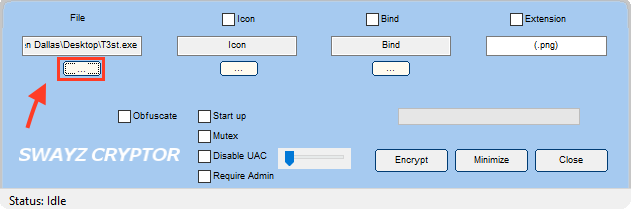 File
Icon
Bind
Extension
n Dallas\Desktop\T3st.exe
Icon
Bind
(.png)
...
...
...
Obfuscate
Start up
Mutex
Disable UAC
Require Admin
SWAYZ CRYPTOR
Encrypt
Minimize
Close
Status: Idle